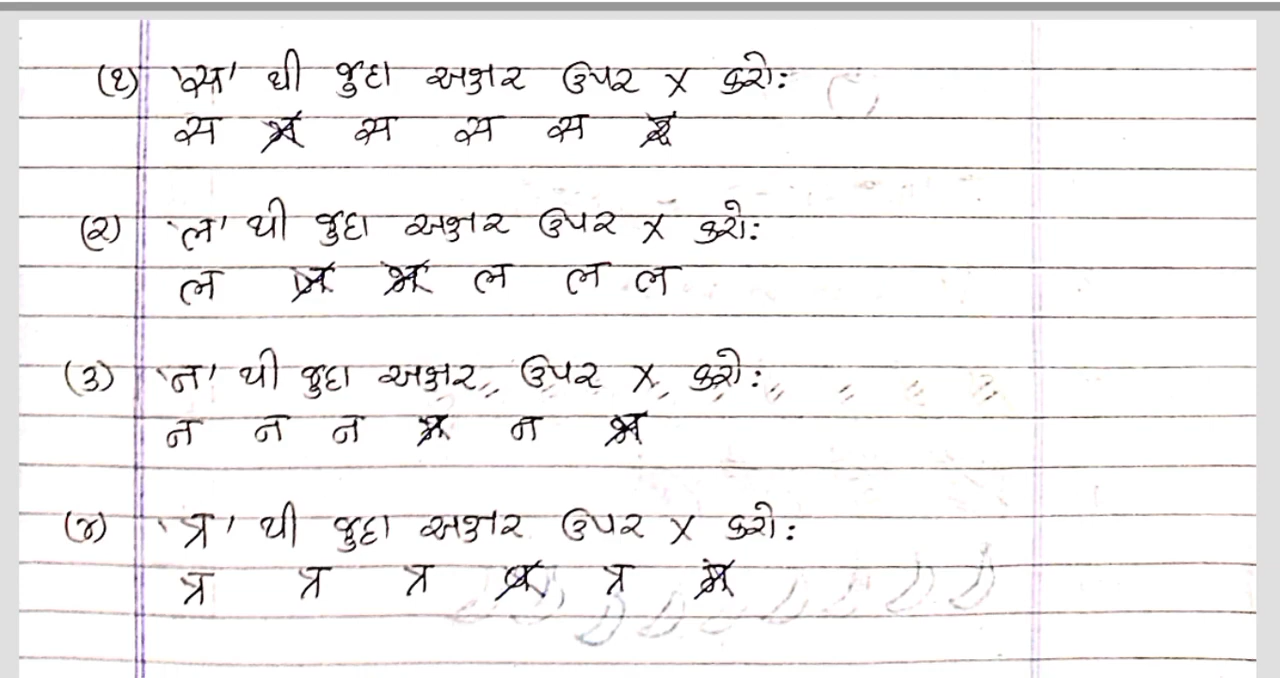 (१) 'સ' થી જુદા અક્ષર ઉપર X કરો:
સ સ સ સ
(૨) 'લ' થી જુદા અક્ષર ઉપર X કરો:
લ લ લ લ
(૩) 'ન' થી જુદા અક્ષર ઉપર X કરો:
ન ન ન ન
(૪) 'ત્ર' થી જુદા અક્ષર ઉપર X કરો:
ત્ર ત્ર ત્ર ત્ર